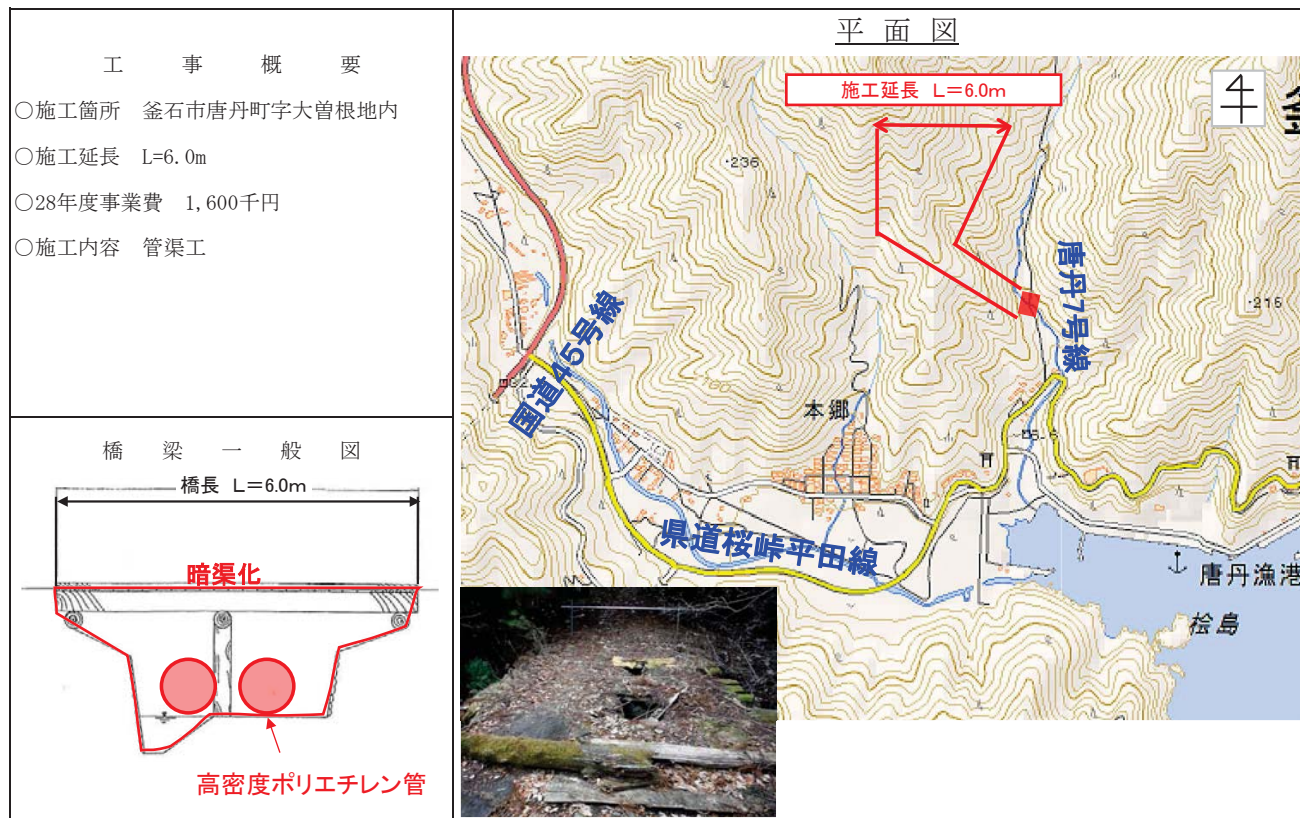 工事概要
○施工箇所 釜石市唐丹町字大曽根地内
○施工延長 L=6.0m
○28年度事業費 1,600千円
○施工内容 管渠工
橋梁一般図
橋長 L=6.0m
暗渠化
高密度ポリエチレン管
平面図
施工延長 L=6.0m
236
唐丹7号線
216
国道45号線
本郷
県道桜峠平田線
唐丹漁港
桧島